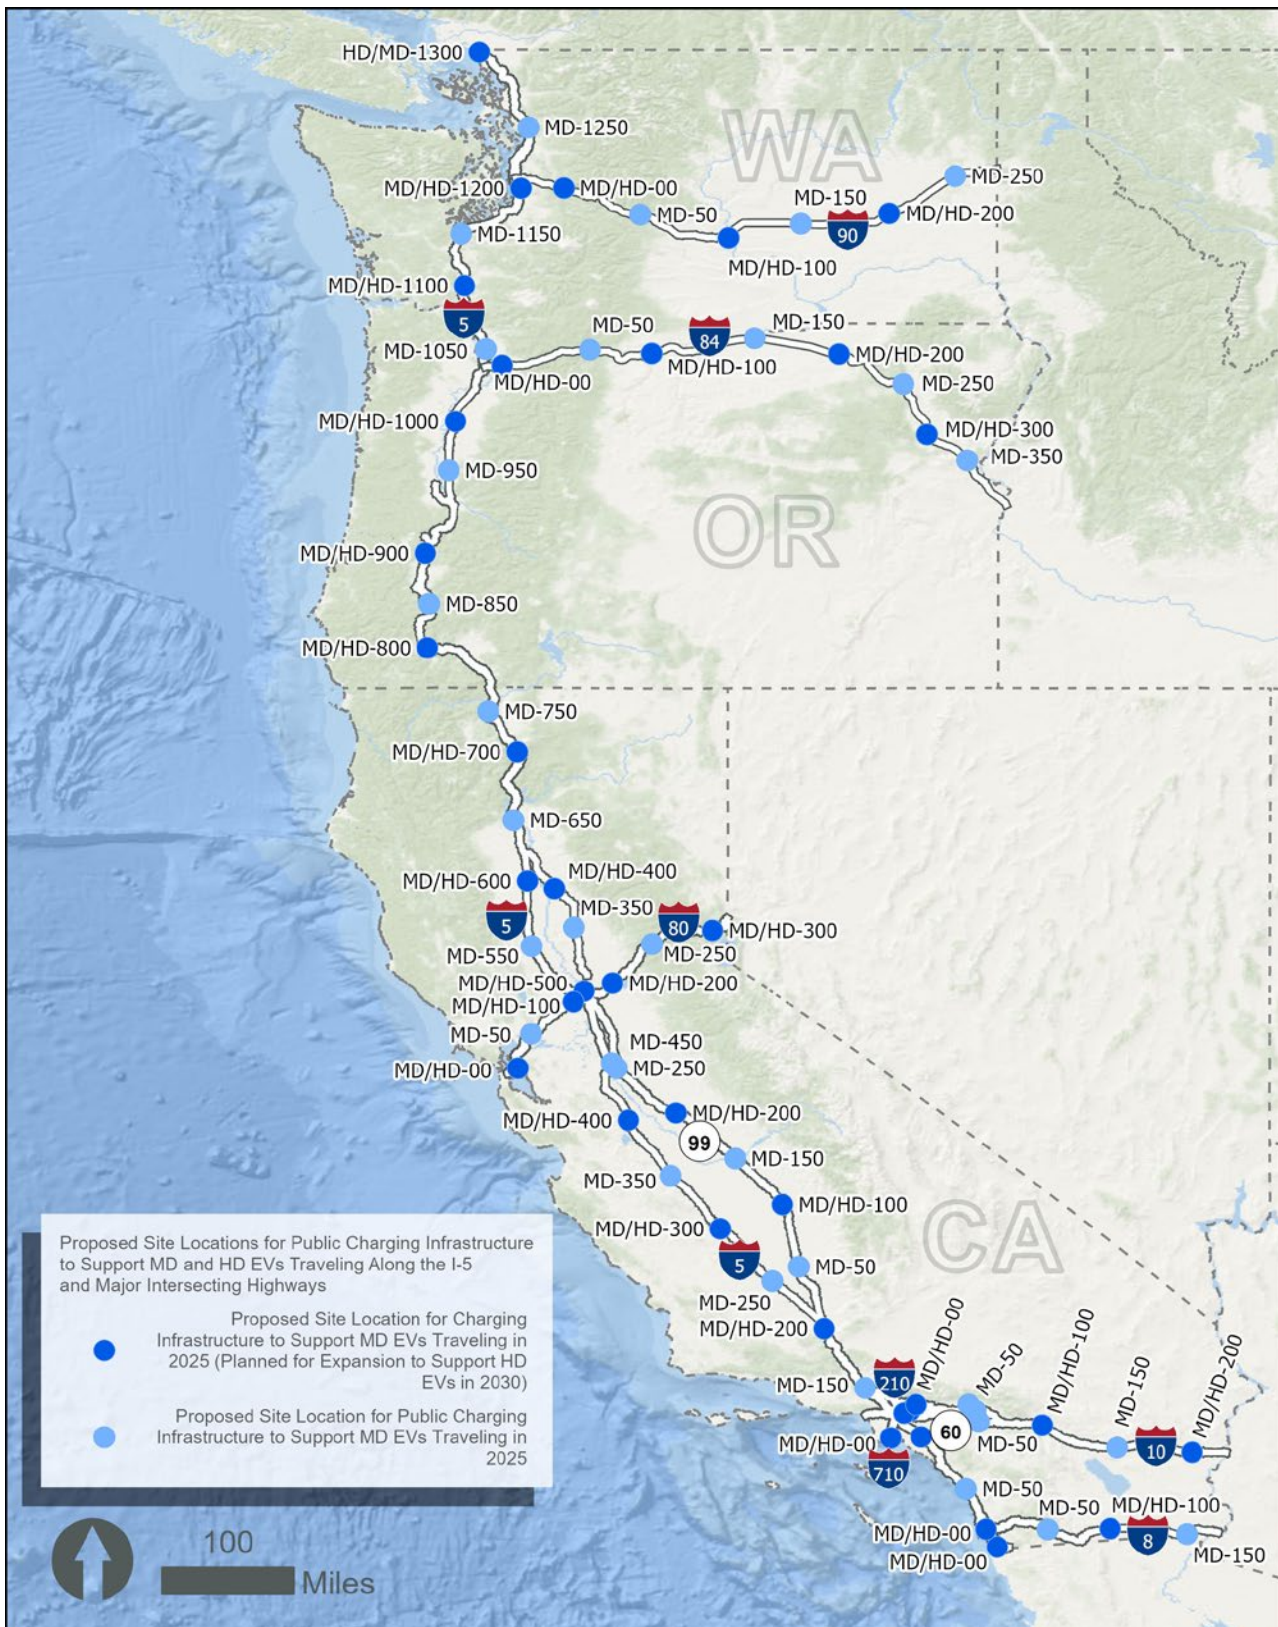 HD/MD-1300
MD-1250
WA
MD/HD-1200
MD/HD-00
MD-250
MD-150
MD-50
MD/HD-200
MD-1150
90
MD/HD-100
MD/HD-1100
5
MD-50
MD-150
84
MD-1050
MD/HD-100
MD/HD-200
MD/HD-00
MD-250
MD/HD-1000
MD/HD-300
MD-350
MD-950
OR
MD/HD-900
MD-850
MD/HD-800
MD-750
MD/HD-700
MD-650
MD/HD-400
MD/HD-600
MD-350
5
80
MD/HD-300
MD-550
MD-250
MD/HD-500
MD/HD-200
MD/HD-100
MD-50
MD-450
MD-250
MD/HD-00
MD/HD-200
MD/HD-400
99
MD-150
MD-350
MD/HD-100
MD/HD-300
CA
5
MD-50
MD-250
MD/HD-200
MD-150
210
MD/HD-00
MD-50
MD/HD-100
MD-150
MD/HD-200
MD/HD-00
60
MD-50
10
710
MD-50
MD-50
MD/HD-100
MD/HD-00
8
MD/HD-00
MD-150
Proposed Site Locations for Public Charging Infrastructure
to Support MD and HD EVs Traveling Along the I-5
and Major Intersecting Highways
Proposed Site Location for Charging
Infrastructure to Support MD EVs Traveling in
2025 (Planned for Expansion to Support HD
EVs in 2030)
Proposed Site Location for Public Charging
Infrastructure to Support MD EVs Traveling in
2025
100
Miles